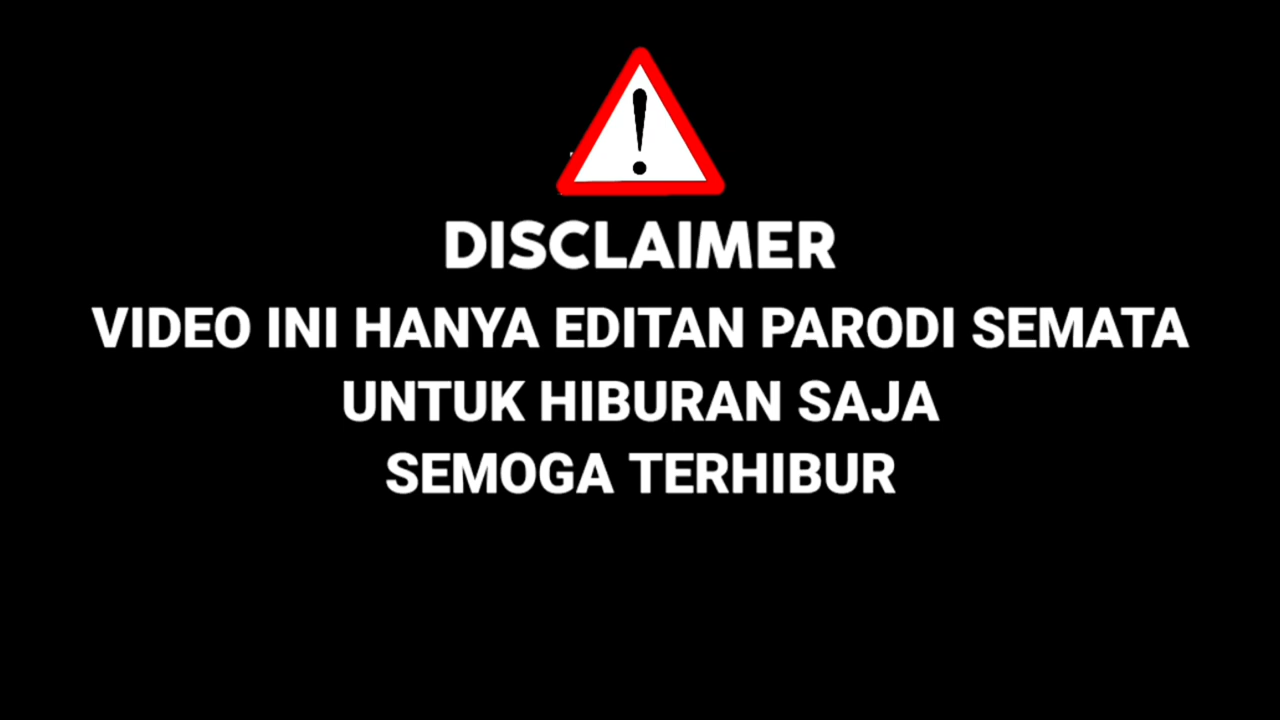 DISCLAIMER
VIDEO INI HANYA EDITAN PARODI SEMATA
UNTUK HIBURAN SAJA
SEMOGA TERHIBUR